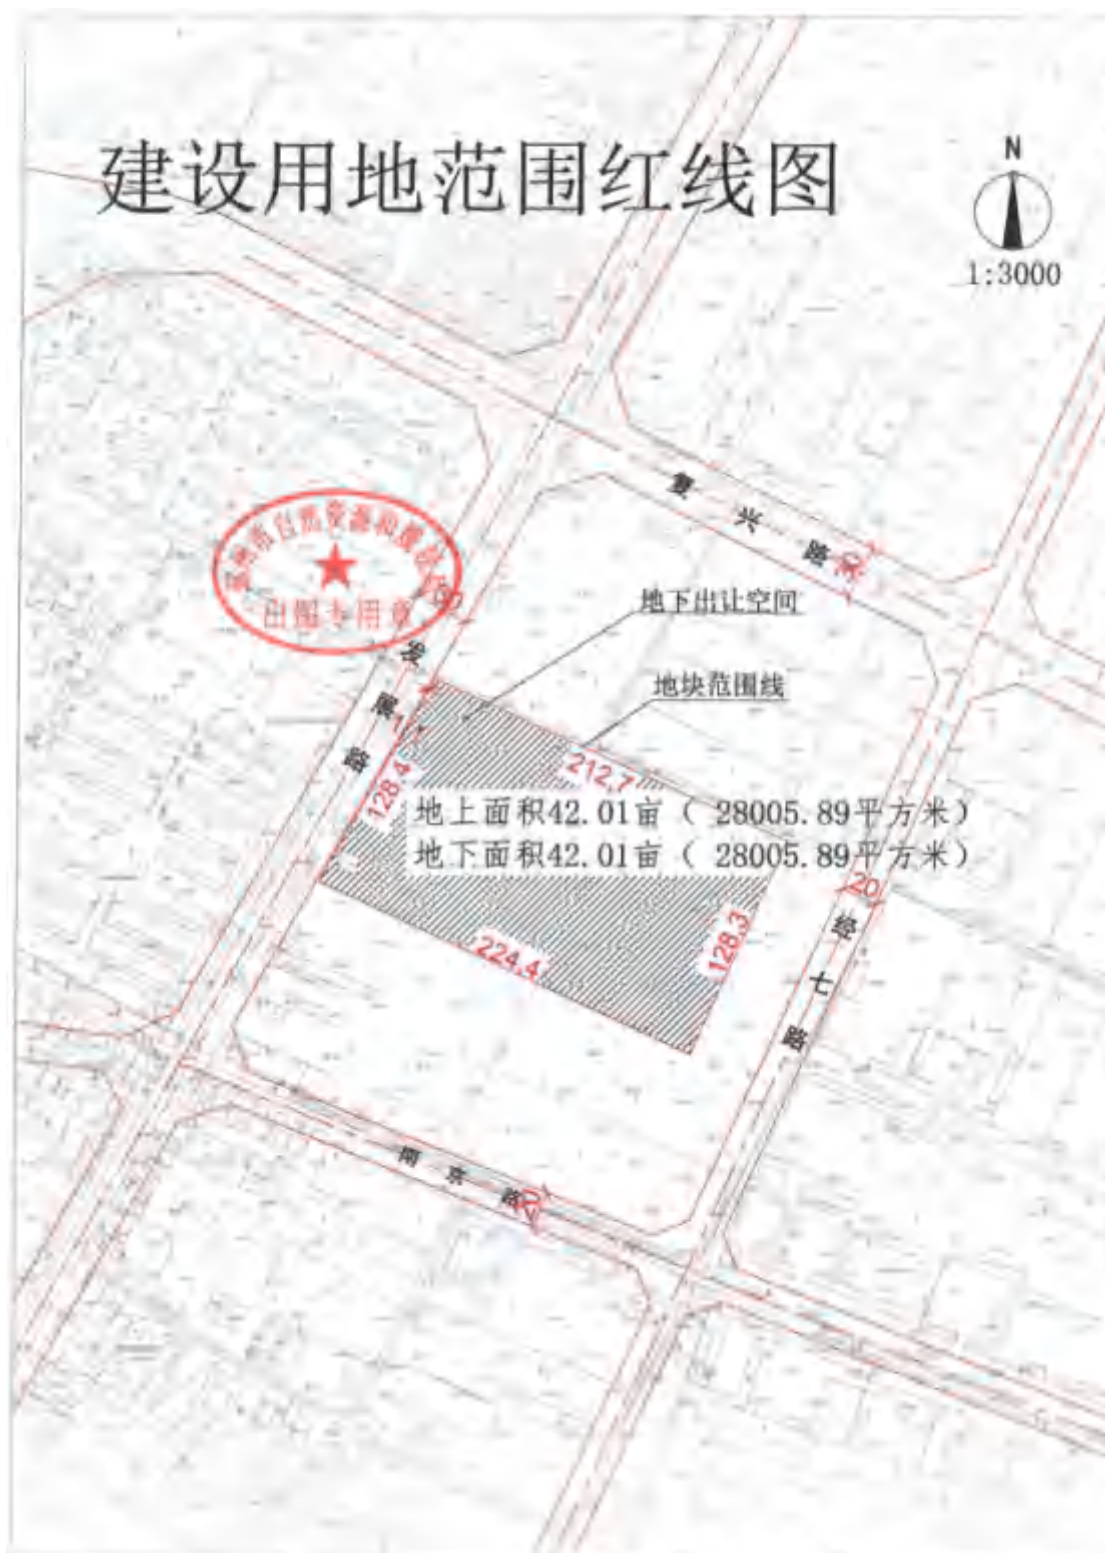 建设用地范围红线图
N
1:3000
复兴路
地下出让空间
地块范围线
出图专用章
发展路
212.7
128.4
地上面积42.01亩（ 28005.89平方米）
地下面积42.01亩（ 28005.89平方米）
20
经七路
128.3
224.4
南京路
20